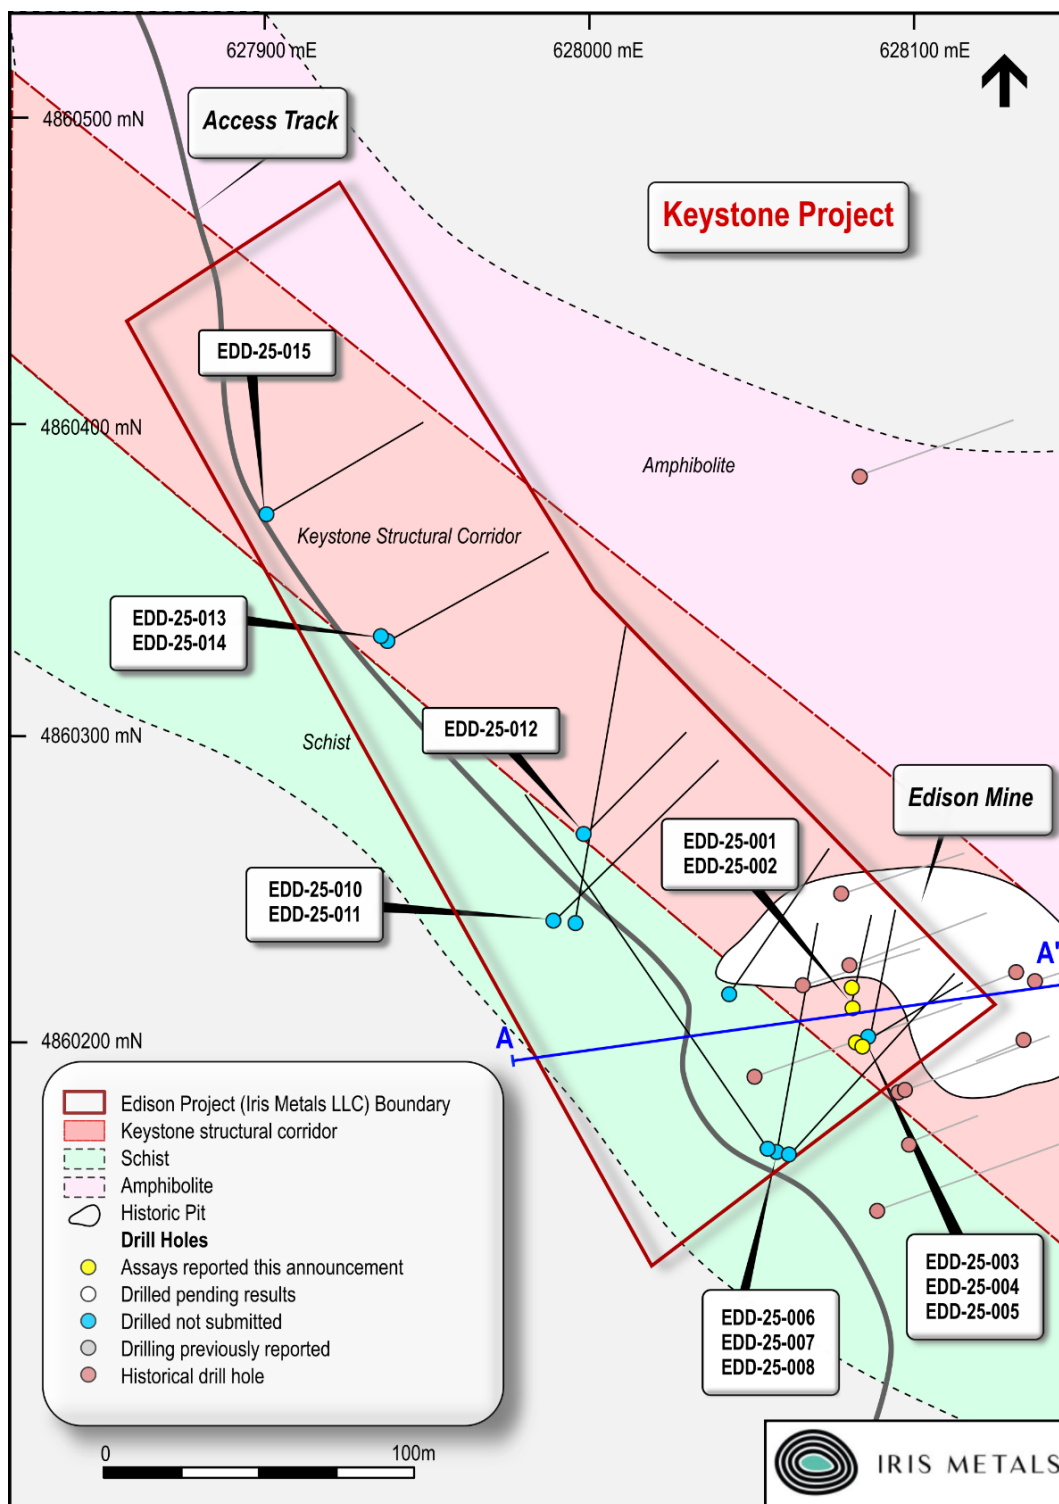 627900 mE
628000 mE
628100 mE
4860500 mN
Access Track
Keystone Project
EDD-25-015
4860400 mN
Amphibolite
Keystone Structural Corridor
EDD-25-013
EDD-25-014
4860300 mN
Schist
EDD-25-012
Edison Mine
EDD-25-001
EDD-25-002
EDD-25-010
EDD-25-011
A'
A
4860200 mN
Edison Project (Iris Metals LLC) Boundary
Keystone structural corridor
Schist
Amphibolite
Historic Pit
Drill Holes
Assays reported this announcement
Drilled pending results
Drilled not submitted
Drilling previously reported
Historical drill hole
EDD-25-003
EDD-25-004
EDD-25-005
EDD-25-006
EDD-25-007
EDD-25-008
0
100m
IRIS METALS